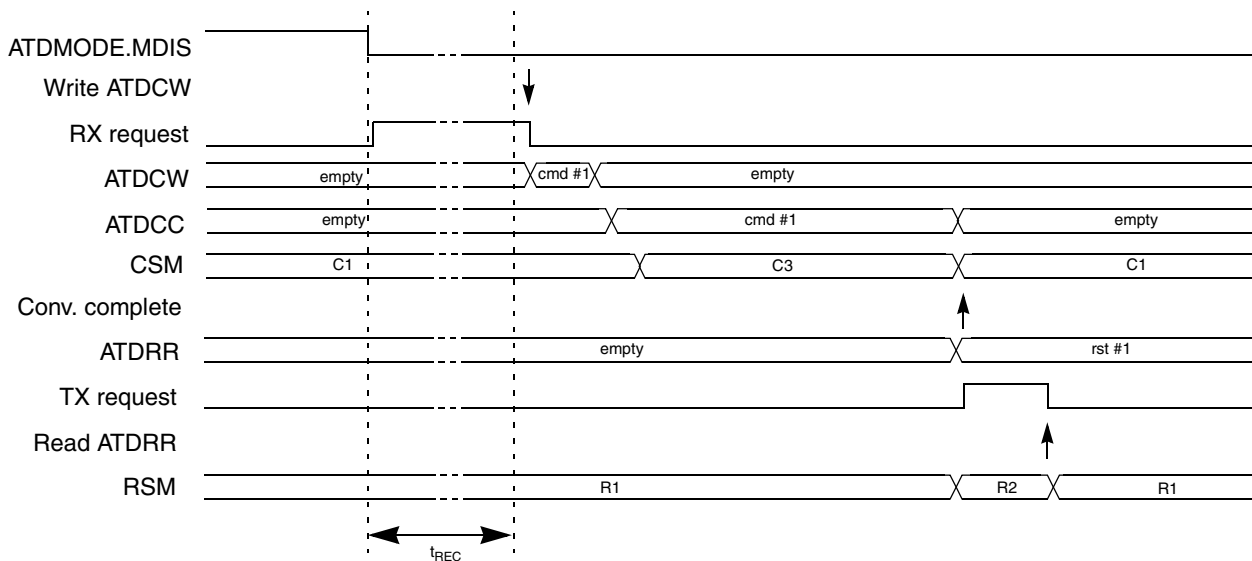 ATDMODE.MDIS
Write ATDCW
RX request
ATDCW empty cmd #1 empty
ATDCC empty cmd #1 empty
CSM C1 C3 C1
Conv. complete
ATDRR empty rst #1
TX request
Read ATDRR
RSM R1 R2 R1
tREC